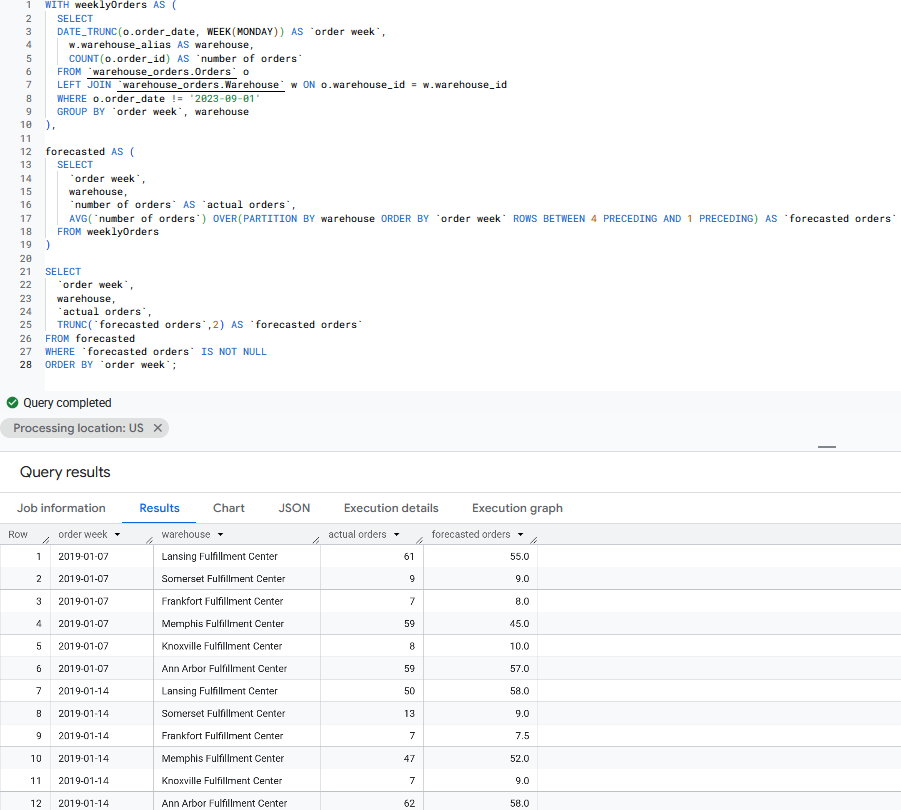 1 WITH weeklyOrders AS (
2 SELECT
3 DATE_TRUNC(o.order_date, WEEK(MONDAY)) AS `order week`,
4 w.warehouse_alias AS warehouse,
5 COUNT(o.order_id) AS `number of orders`
6 FROM `warehouse_orders.Orders` o
7 LEFT JOIN `warehouse_orders.Warehouse` w ON o.warehouse_id = w.warehouse_id
8 WHERE o.order_date != '2023-09-01'
9 GROUP BY `order week`, warehouse
10 ),
11
12 forecasted AS (
13 SELECT
14 `order week`,
15 warehouse,
16 `number of orders` AS `actual orders`,
17 AVG(`number of orders`) OVER(PARTITION BY warehouse ORDER BY `order week` ROWS BETWEEN 4 PRECEDING AND 1 PRECEDING) AS `forecasted orders`
18 FROM weeklyOrders
19 )
20
21 SELECT
22 `order week`,
23 warehouse,
24 `actual orders`,
25 TRUNC(`forecasted orders`,2) AS `forecasted orders`
26 FROM forecasted
27 WHERE `forecasted orders` IS NOT NULL
28 ORDER BY `order week`;
Query completed
Processing location: US
Query results
Job information Results Chart JSON Execution details Execution graph
Row order week warehouse actual orders forecasted orders
1 2019-01-07 Lansing Fulfillment Center 61 55.0
2 2019-01-07 Somerset Fulfillment Center 9 9.0
3 2019-01-07 Frankfort Fulfillment Center 7 8.0
4 2019-01-07 Memphis Fulfillment Center 59 45.0
5 2019-01-07 Knoxville Fulfillment Center 8 10.0
6 2019-01-07 Ann Arbor Fulfillment Center 59 57.0
7 2019-01-14 Lansing Fulfillment Center 50 58.0
8 2019-01-14 Somerset Fulfillment Center 13 9.0
9 2019-01-14 Frankfort Fulfillment Center 7 7.5
10 2019-01-14 Memphis Fulfillment Center 47 52.0
11 2019-01-14 Knoxville Fulfillment Center 7 9.0
12 2019-01-14 Ann Arbor Fulfillment Center 62 58.0